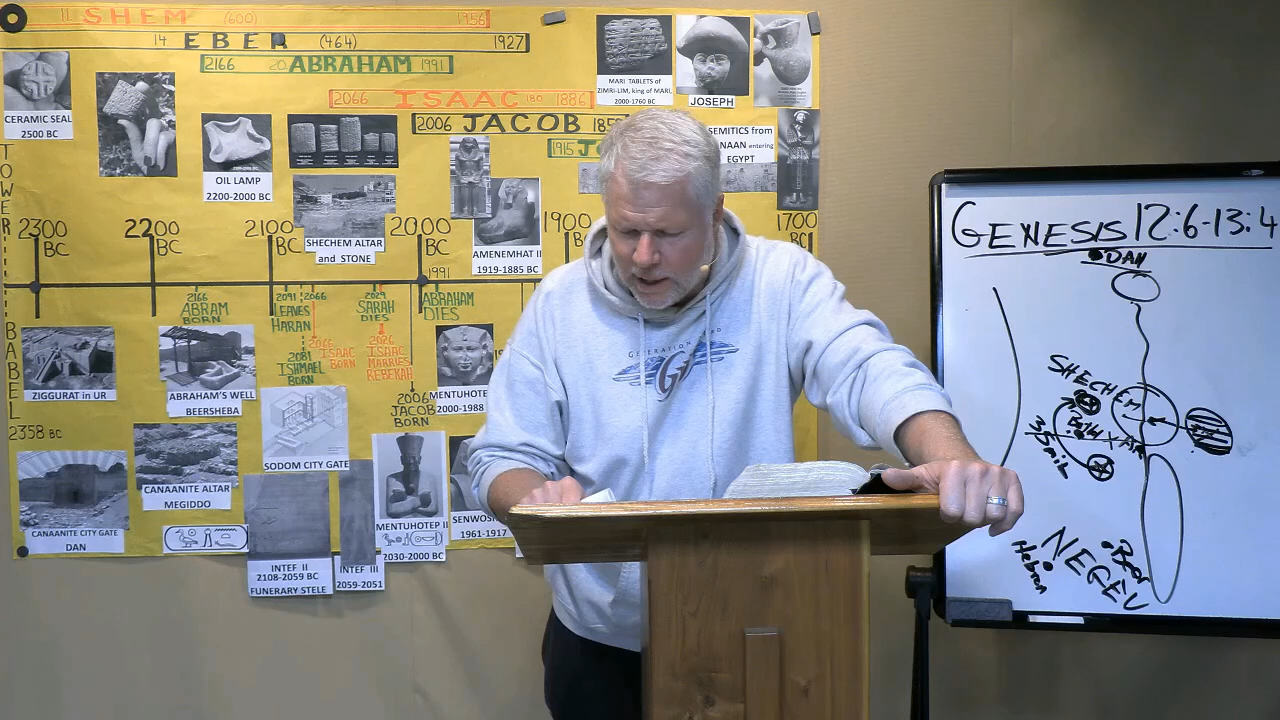 11 SHEM (600) 1956
14 EBER (464) 1927
2166 20 ABRAHAM 1991
2066 ISAAC 180 1886
2006 JACOB
1915
CERAMIC SEAL
2500 BC
OIL LAMP
2200-2000 BC
SHECHEM ALTAR
and STONE
AMENEMHAT II
1919-1885 BC
MARI TABLETS of
ZIMRI-LIM, king of MARI,
2000-1760 BC
JOSEPH
SEMITICS from
entering
EGYPT
TOWER
BABEL
2358 BC
2300
BC
2200
BC
2100
BC
2000
BC
1900
BC
1700
BC
1991
2166
ABRAM
BORN
2091
LEAVES
HARAN
2066
2066
ISAAC
BORN
2081
ISHMAEL
BORN
2029
SARAH
DIES
2026
ISAAC
MARRIES
REBEKAH
ABRAHAM
DIES
2006
JACOB
BORN
ZIGGURAT in UR
ABRAHAM'S WELL
BEERSHEBA
MENTUHOTE
2000-1988
SODOM CITY GATE
CANAANITE ALTAR
MEGIDDO
CANAANITE CITY GATE
DAN
INTEF II
2108-2059 BC
FUNERARY STELE
INTEF III
2059-2051
MENTUHOTEP II
2030-2000 BC
SENWOS
1961-1917
GENERATION
G
GENESIS 12:6-13:4
DAN
SHECHEM
AI
NEGEV
Hebron